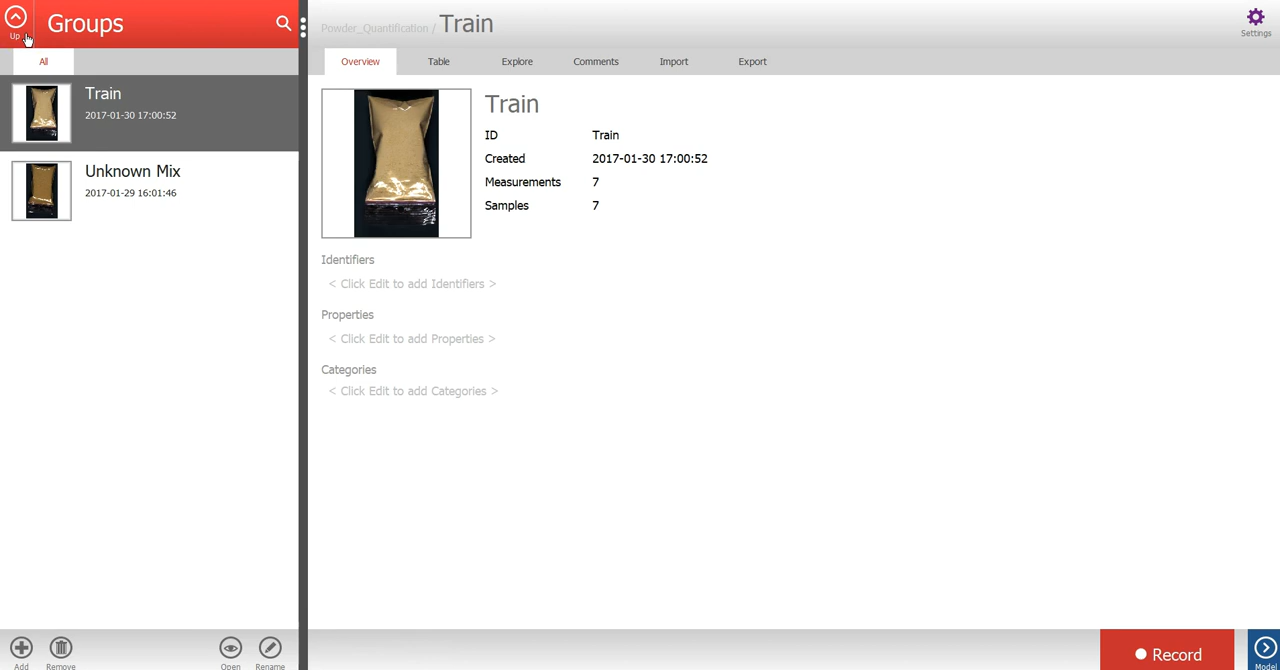 Up
Groups
All
Train
2017-01-30 17:00:52
Unknown Mix
2017-01-29 16:01:46
Add
Remove
Open
Rename
Powder_Quantification / Train
Settings
Overview
Table
Explore
Comments
Import
Export
Train
ID Train
Created 2017-01-30 17:00:52
Measurements 7
Samples 7
Identifiers
< Click Edit to add Identifiers >
Properties
< Click Edit to add Properties >
Categories
< Click Edit to add Categories >
Record
Model